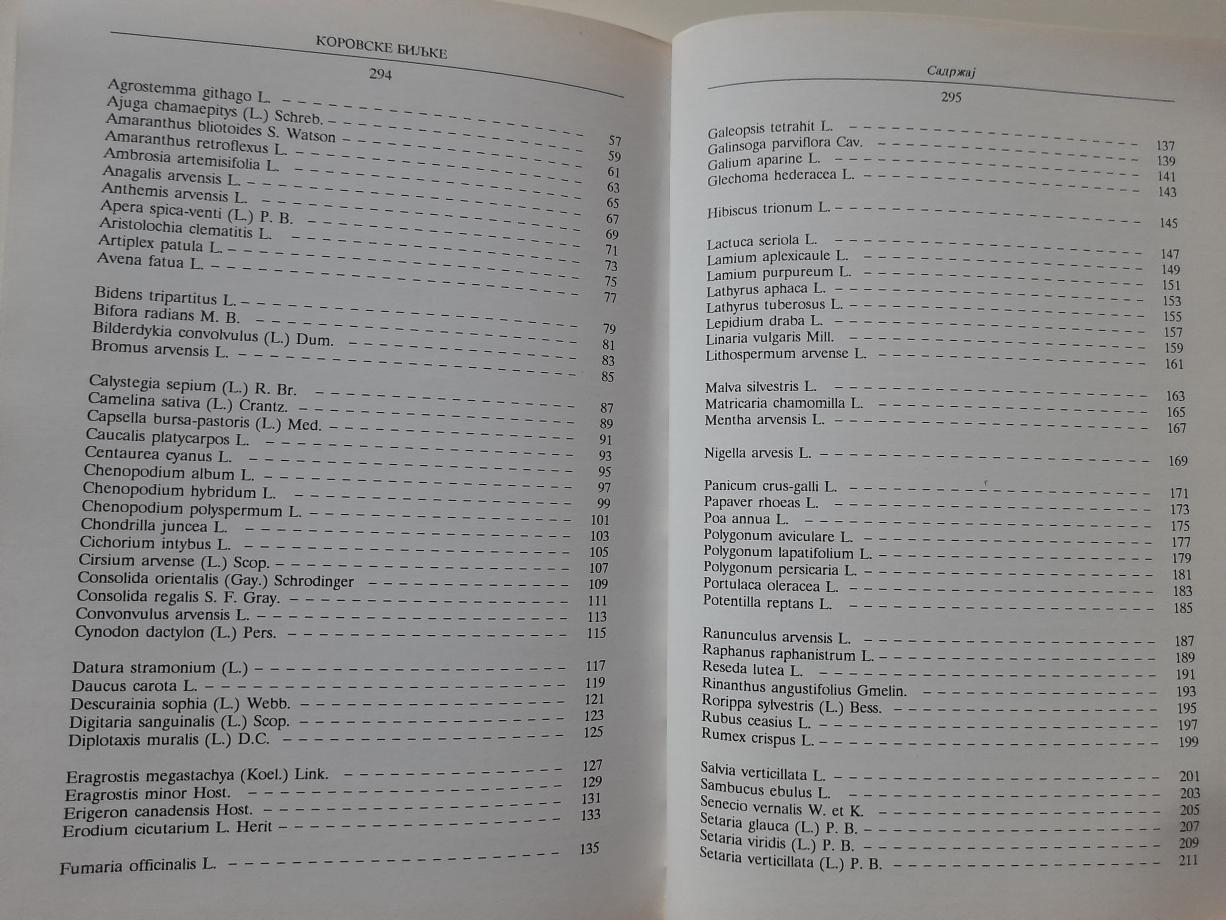 КОРОВСКЕ БИЉКЕ
294
Agrostemma githago L. 57
Ajuga chamaepitys (L.) Schreb. 59
Amaranthus bliotoides S. Watson 61
Amaranthus retroflexus L. 63
Ambrosia artemisifolia L. 65
Anagalis arvensis L. 67
Anthemis arvensis L. 69
Apera spica-venti (L.) P. B. 71
Aristolochia clematitis L. 73
Artiplex patula L. 75
Avena fatua L. 77
Bidens tripartitus L. 79
Bifora radians M. B. 81
Bilderdykia convolvulus (L.) Dum. 83
Bromus arvensis L. 85
Calystegia sepium (L.) R. Br. 87
Camelina sativa (L.) Crantz. 89
Capsella bursa-pastoris (L.) Med. 91
Caucalis platycarpos L. 93
Centaurea cyanus L. 95
Chenopodium album L. 97
Chenopodium hybridum L. 99
Chenopodium polyspermum L. 101
Chondrilla juncea L. 103
Cichorium intybus L. 105
Cirsium arvense (L.) Scop. 107
Consolida orientalis (Gay.) Schrodinger 109
Consolida regalis S. F. Gray. 111
Convonvulus arvensis L. 113
Cynodon dactylon (L.) Pers. 115
Datura stramonium (L.) 117
Daucus carota L. 119
Descurainia sophia (L.) Webb. 121
Digitaria sanguinalis (L.) Scop. 123
Diplotaxis muralis (L.) D.C. 125
Eragrostis megastachya (Koel.) Link. 127
Eragrostis minor Host. 129
Erigeron canadensis Host. 131
Erodium cicutarium L. Herit 133
Fumaria officinalis L. 135
Садржај
295
Galeopsis tetrahit L. 137
Galinsoga parviflora Cav. 139
Galium aparine L. 141
Glechoma hederacea L. 143
Hibiscus trionum L. 145
Lactuca seriola L. 147
Lamium aplexicaule L. 149
Lamium purpureum L. 151
Lathyrus aphaca L. 153
Lathyrus tuberosus L. 155
Lepidium draba L. 157
Linaria vulgaris Mill. 159
Lithospermum arvense L. 161
Malva silvestris L. 163
Matricaria chamomilla L. 165
Mentha arvensis L. 167
Nigella arvesis L. 169
Panicum crus-galli L. 171
Papaver rhoeas L. 173
Poa annua L. 175
Polygonum aviculare L. 177
Polygonum lapatifolium L. 179
Polygonum persicaria L. 181
Portulaca oleracea L. 183
Potentilla reptans L. 185
Ranunculus arvensis L. 187
Raphanus raphanistrum L. 189
Reseda lutea L. 191
Rinanthus angustifolius Gmelin. 193
Rorippa sylvestris (L.) Bess. 195
Rubus ceasius L. 197
Rumex crispus L. 199
Salvia verticillata L. 201
Sambucus ebulus L. 203
Senecio vernalis W. et K. 205
Setaria glauca (L.) P. B. 207
Setaria viridis (L.) P. B. 209
Setaria verticillata (L.) P. B. 211